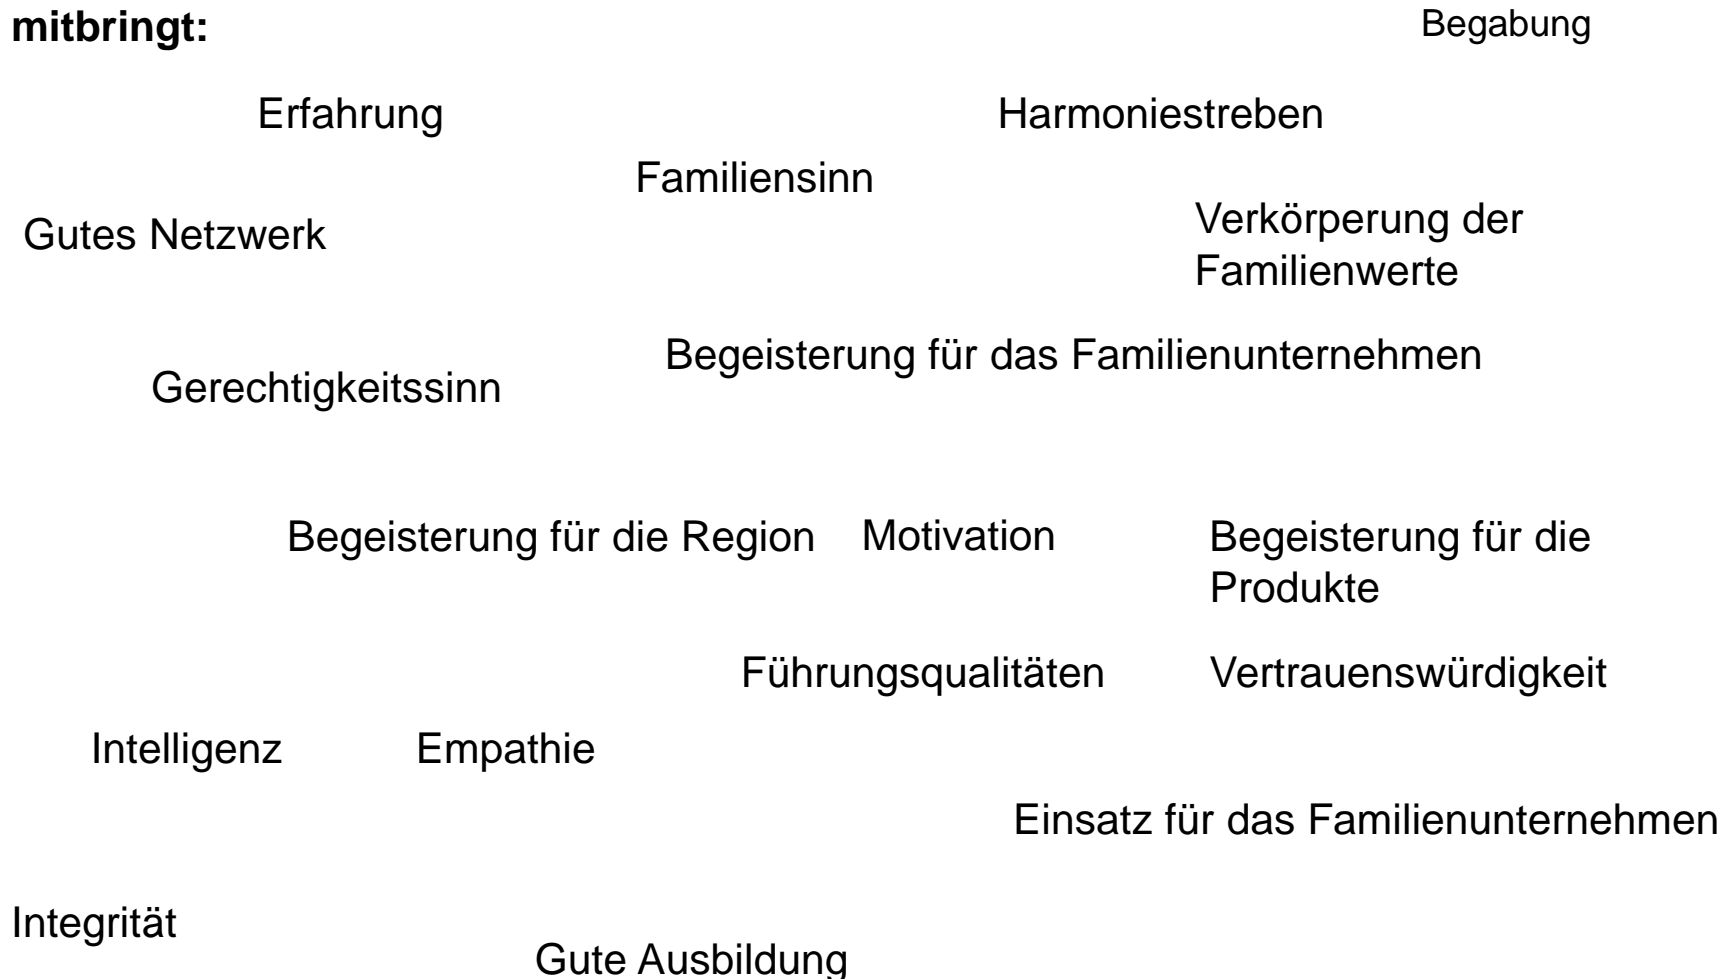 mitbringt:
Begabung
Erfahrung
Harmoniestreben
Familiensinn
Gutes Netzwerk
Verkörperung der
Familienwerte
Begeisterung für das Familienunternehmen
Gerechtigkeitssinn
Begeisterung für die Region
Motivation
Begeisterung für die
Produkte
Führungsqualitäten
Vertrauenswürdigkeit
Intelligenz
Empathie
Einsatz für das Familienunternehmen
Integrität
Gute Ausbildung